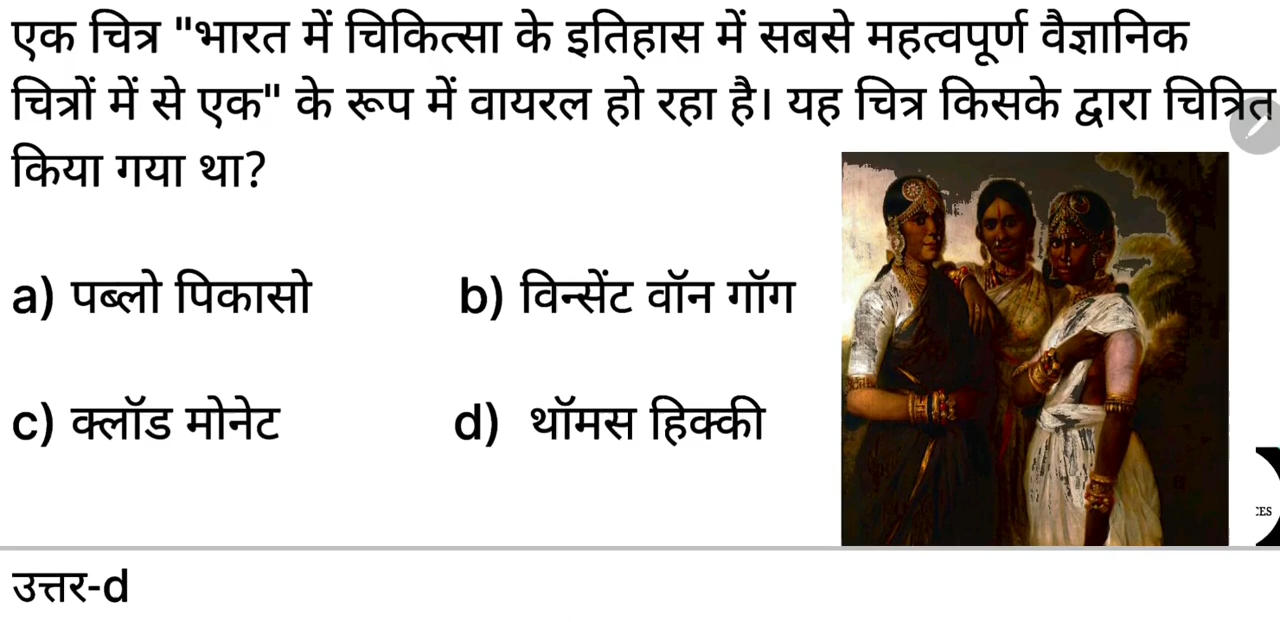 एक चित्र "भारत में चिकित्सा के इतिहास में सबसे महत्वपूर्ण वैज्ञानिक
चित्रों में से एक" के रूप में वायरल हो रहा है। यह चित्र किसके द्वारा चित्रित
किया गया था?
a) पब्लो पिकासो b) विन्सेंट वॉन गॉग
c) क्लॉड मोनेट d) थॉमस हिक्की
उत्तर-d